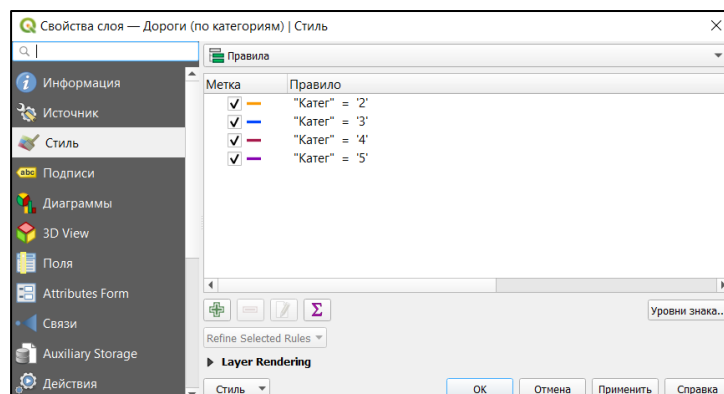 Свойства слоя — Дороги (по категориям) | Стиль
Информация
Источник
Стиль
abc Подписи
Диаграммы
3D View
Поля
Attributes Form
Связи
Auxiliary Storage
Действия
Правила
Метка Правило
"Катег" = '2'
"Катег" = '3'
"Катег" = '4'
"Катег" = '5'
Σ
Уровни знака...
Refine Selected Rules
Layer Rendering
Стиль OK Отмена Применить Справка